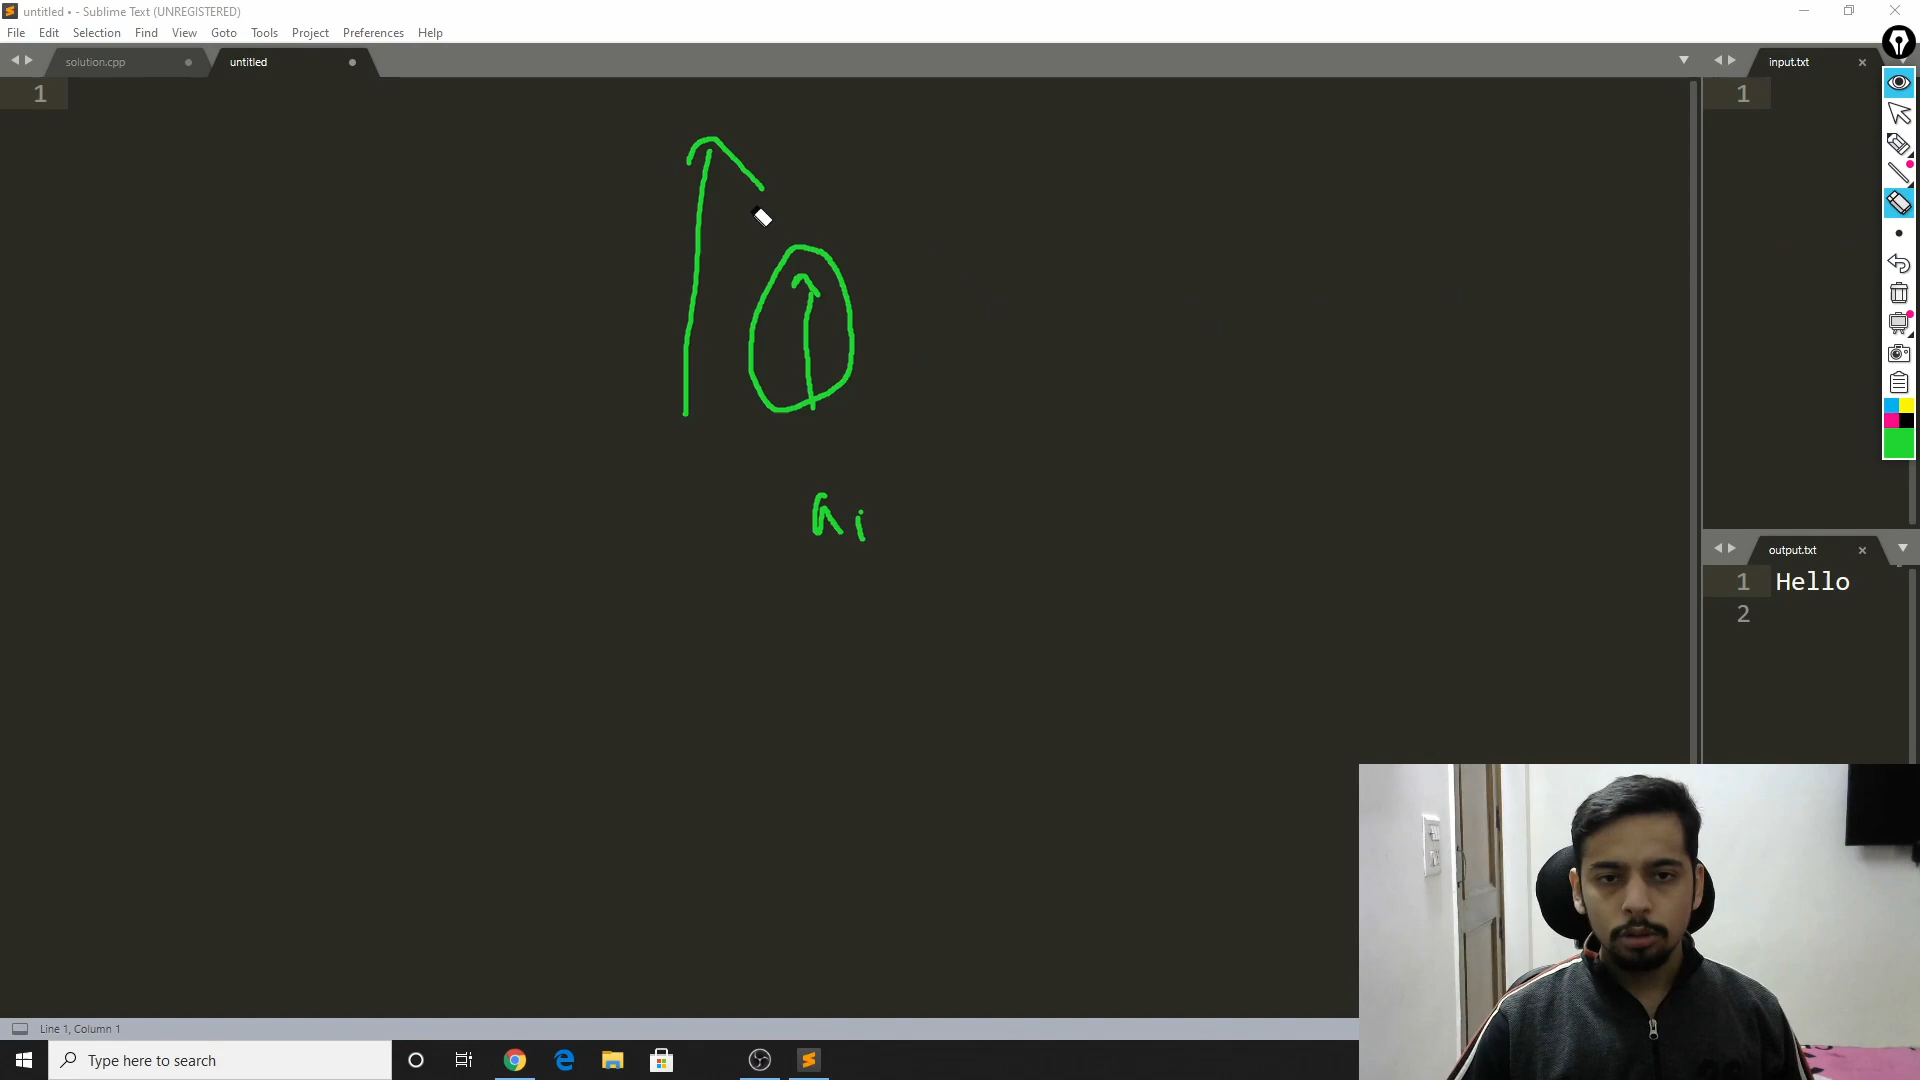 untitled • - Sublime Text (UNREGISTERED)
File Edit Selection Find View Goto Tools Project Preferences Help
solution.cpp untitled input.txt
1 1
ai
output.txt
1 Hello
2
Line 1, Column 1
Type here to search